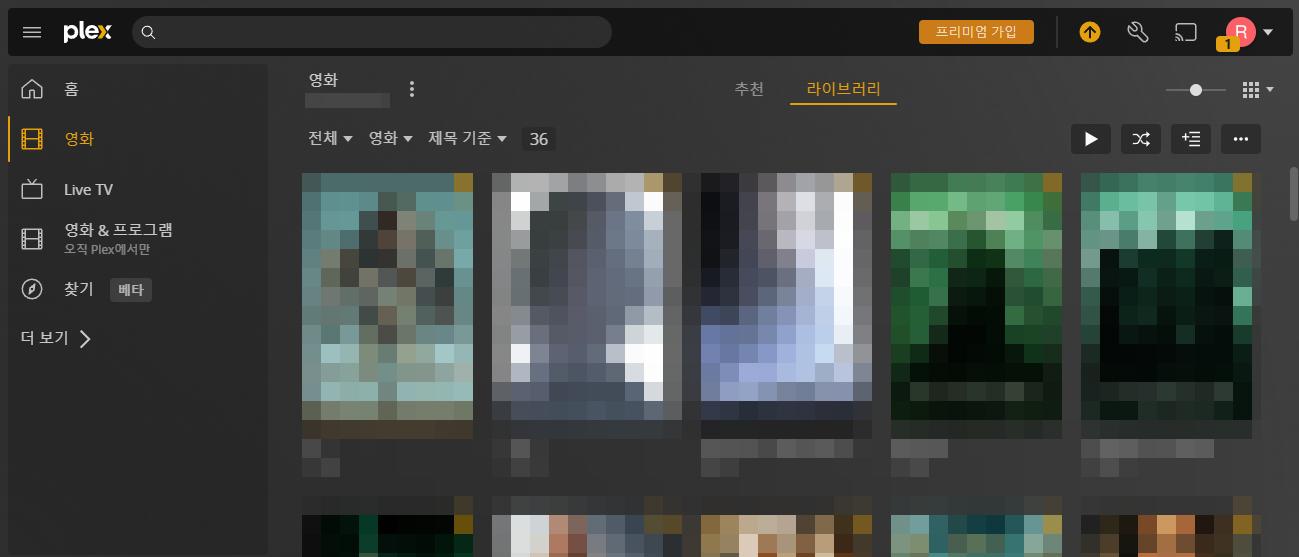 plex
프리미엄 가입
R
1
홈
영화
Live TV
영화 & 프로그램
오직 Plex에서만
찾기 베타
더 보기
영화
추천 라이브러리
전체 영화 제목 기준 36